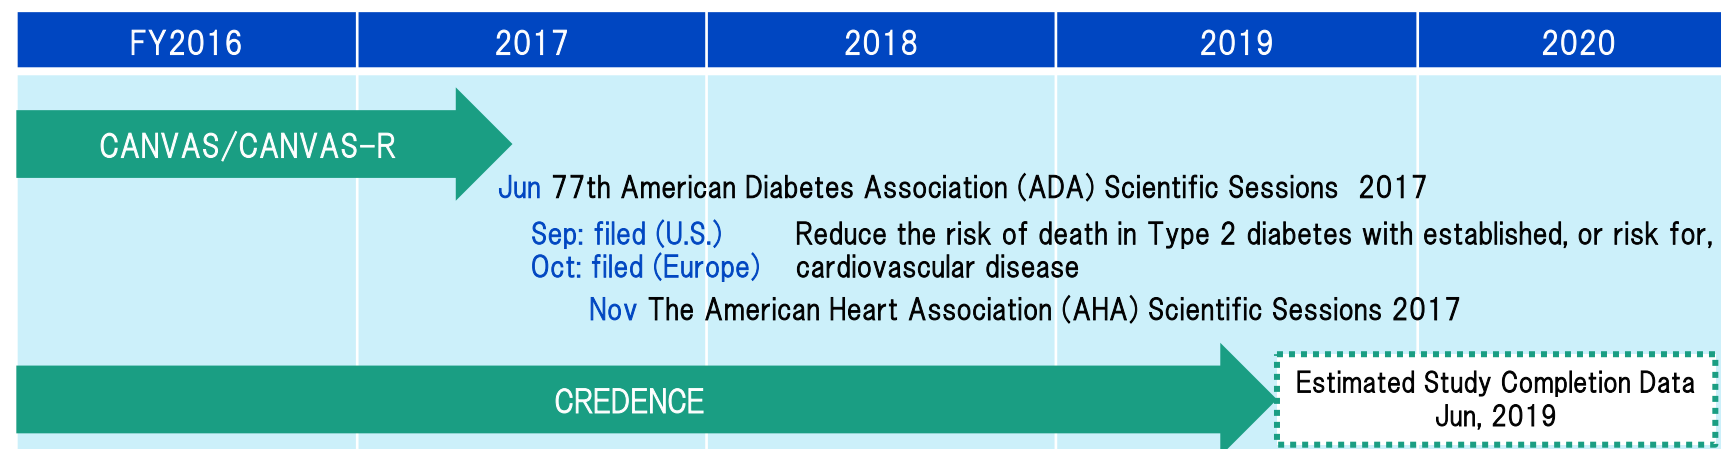 FY2016 2017 2018 2019 2020
CANVAS/CANVAS-R
Jun 77th American Diabetes Association (ADA) Scientific Sessions 2017
Sep: filed (U.S.) Reduce the risk of death in Type 2 diabetes with established, or risk for,
Oct: filed (Europe) cardiovascular disease
Nov The American Heart Association (AHA) Scientific Sessions 2017
CREDENCE
Estimated Study Completion Data
Jun, 2019